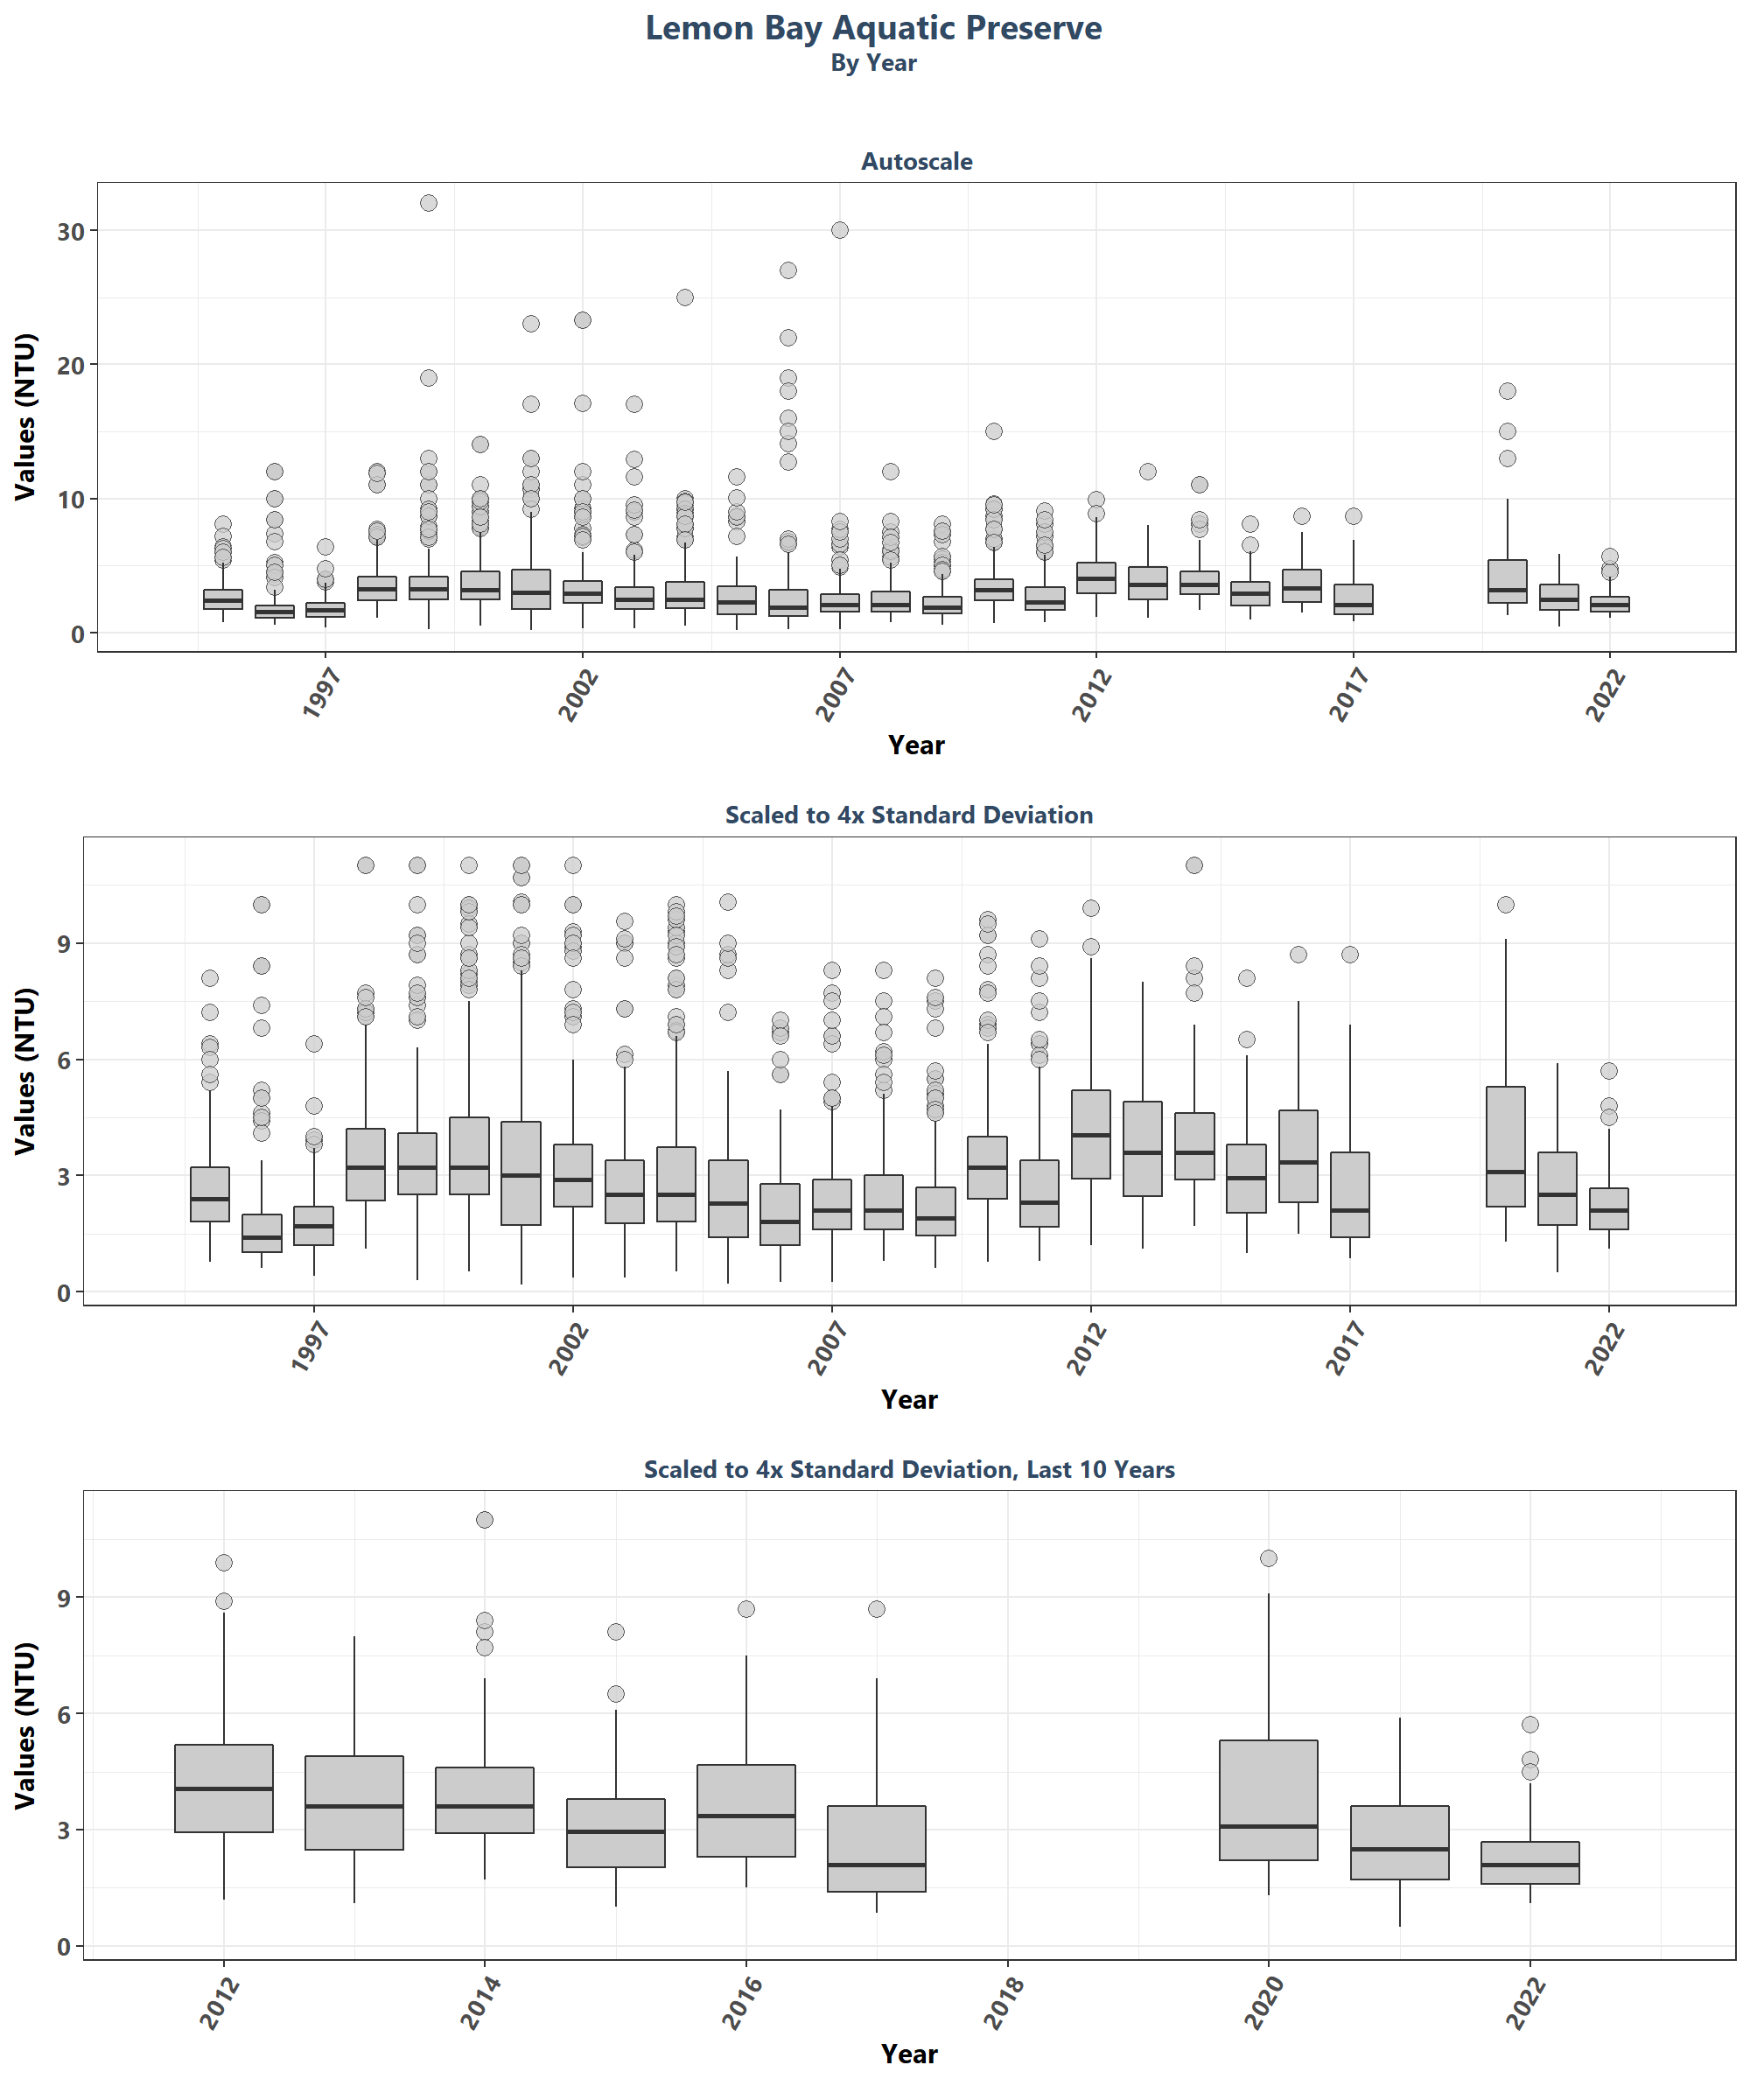 Lemon Bay Aquatic Preserve
By Year
Autoscale
Values (NTU)
30
20
10
0
1997
2002
2007
2012
2017
2022
Year
Scaled to 4x Standard Deviation
Values (NTU)
9
6
3
0
1997
2002
2007
2012
2017
2022
Year
Scaled to 4x Standard Deviation, Last 10 Years
Values (NTU)
9
6
3
0
2012
2014
2016
2018
2020
2022
Year